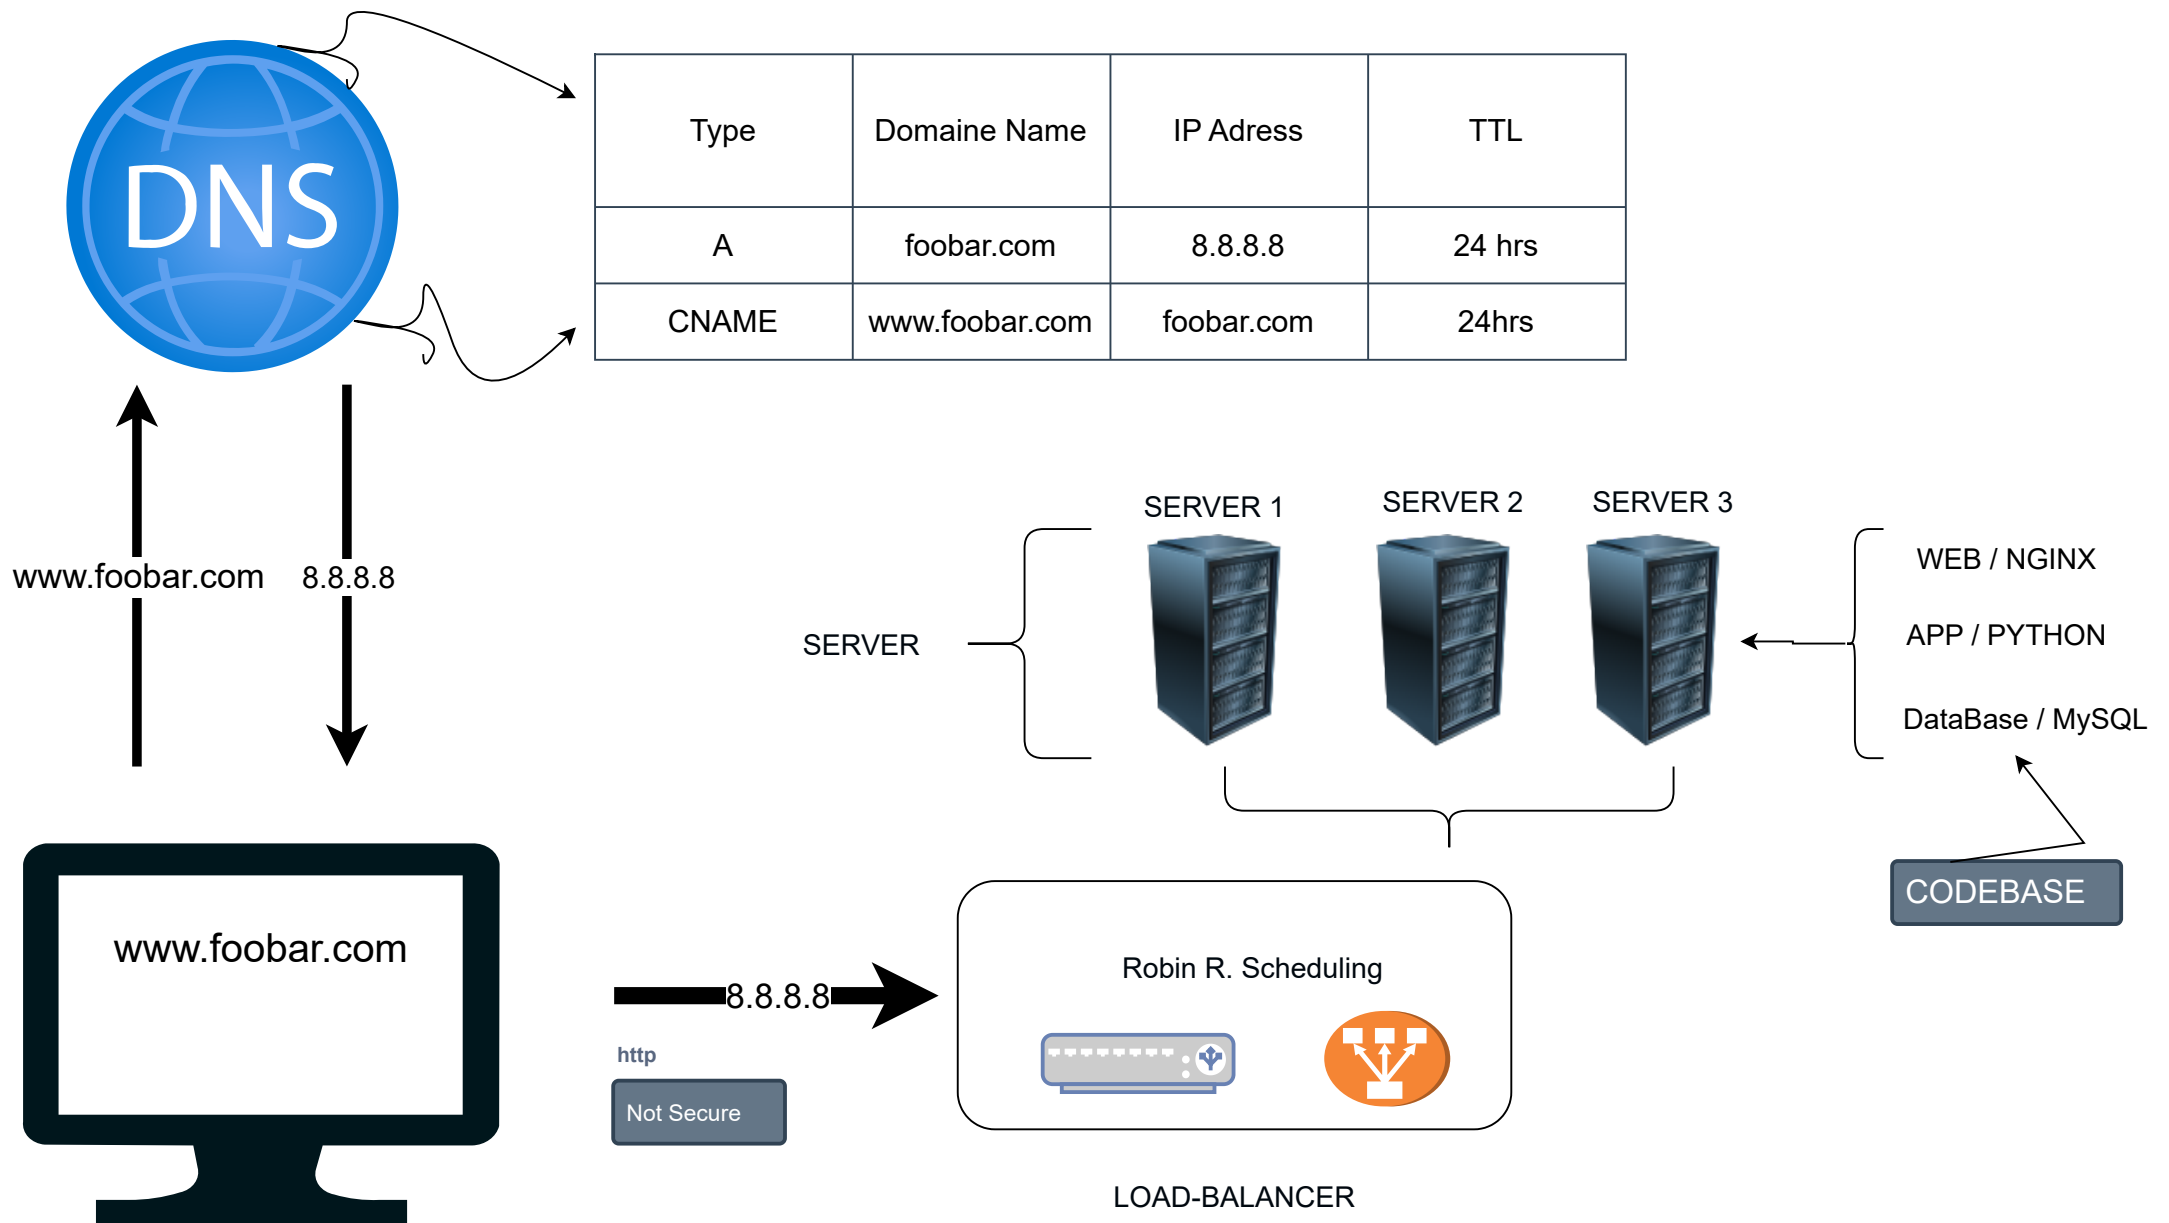 DNS
Type Domaine Name IP Adress TTL
A foobar.com 8.8.8.8 24 hrs
CNAME www.foobar.com foobar.com 24hrs
www.foobar.com 8.8.8.8
SERVER 1 SERVER 2 SERVER 3
SERVER
WEB / NGINX
APP / PYTHON
DataBase / MySQL
CODEBASE
www.foobar.com
8.8.8.8
http
Not Secure
Robin R. Scheduling
LOAD-BALANCER